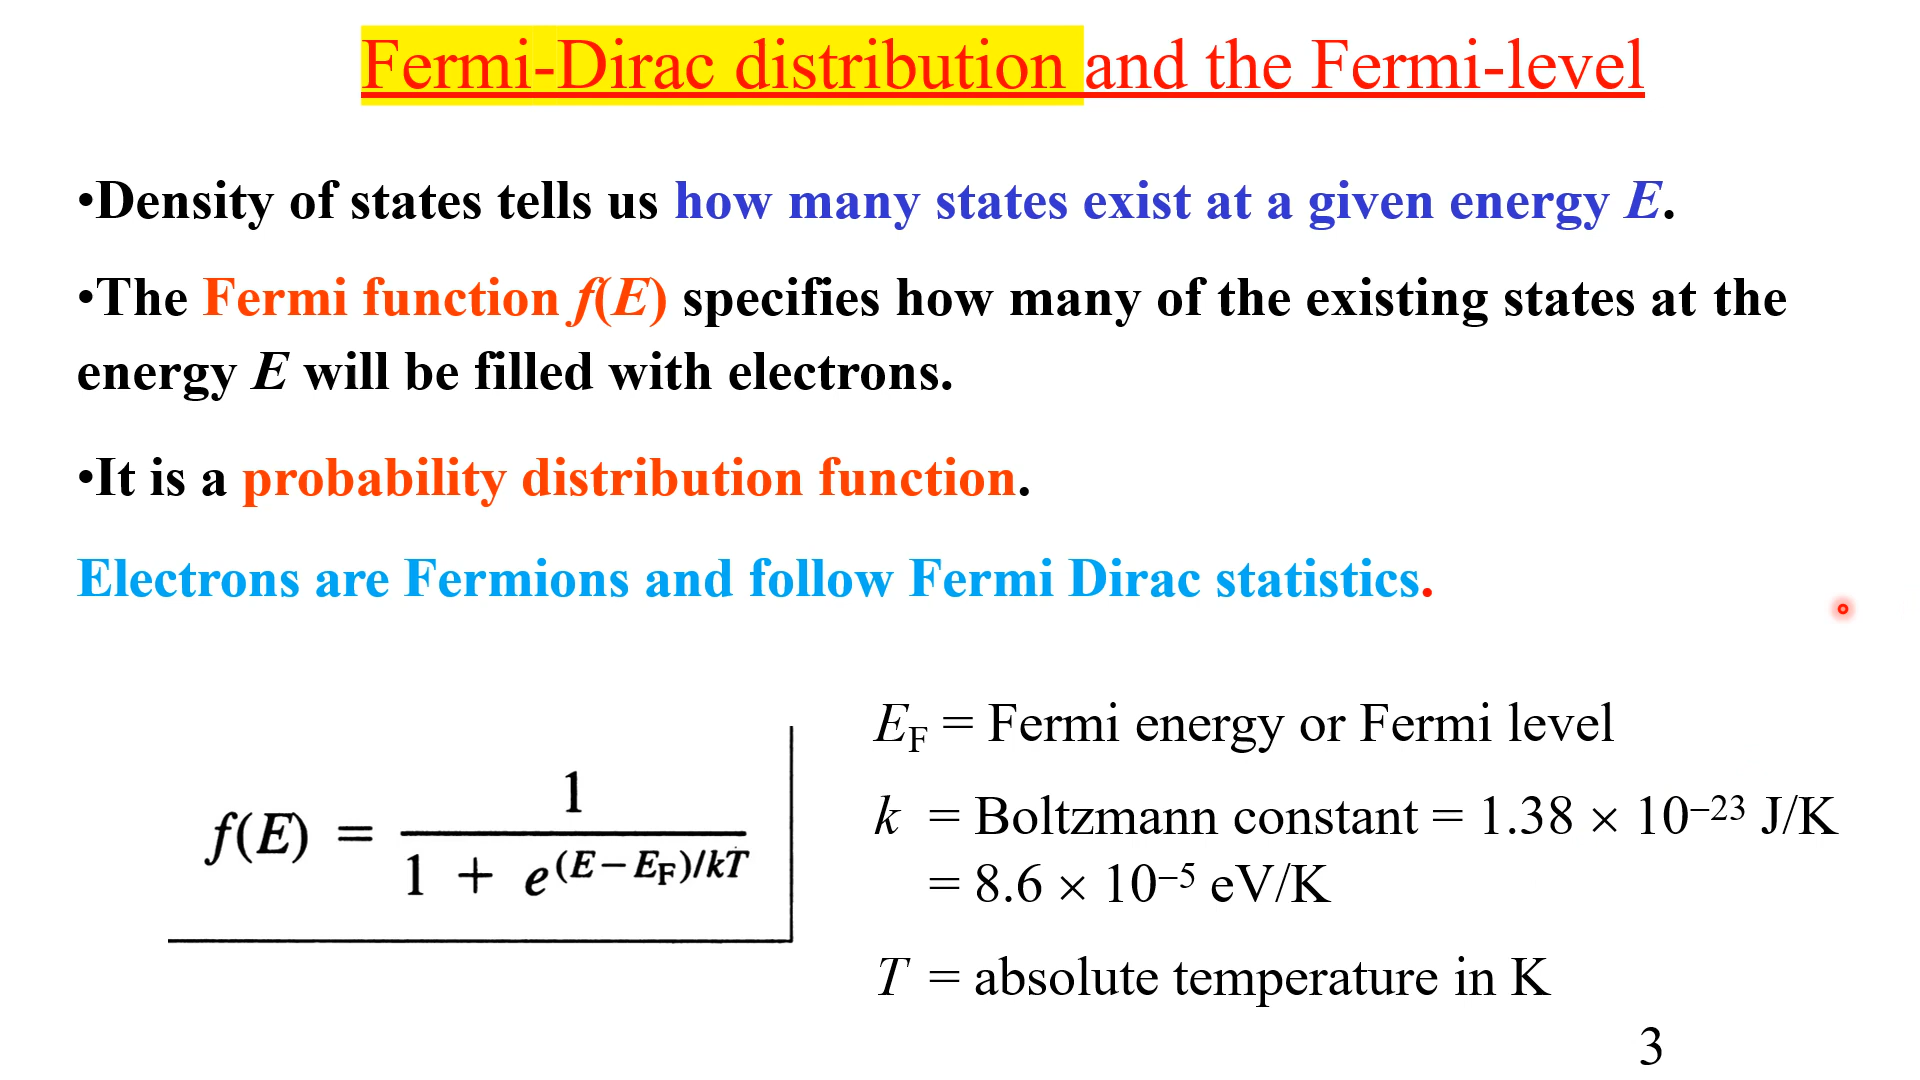 Fermi-Dirac distribution and the Fermi-level
•Density of states tells us how many states exist at a given energy E.
•The Fermi function f(E) specifies how many of the existing states at the
energy E will be filled with electrons.
•It is a probability distribution function.
Electrons are Fermions and follow Fermi Dirac statistics.
f(E) = 1 / (1 + e^(E−E_F)/kT)
E_F = Fermi energy or Fermi level
k = Boltzmann constant = 1.38 × 10⁻²³ J/K
= 8.6 × 10⁻⁵ eV/K
T = absolute temperature in K
3